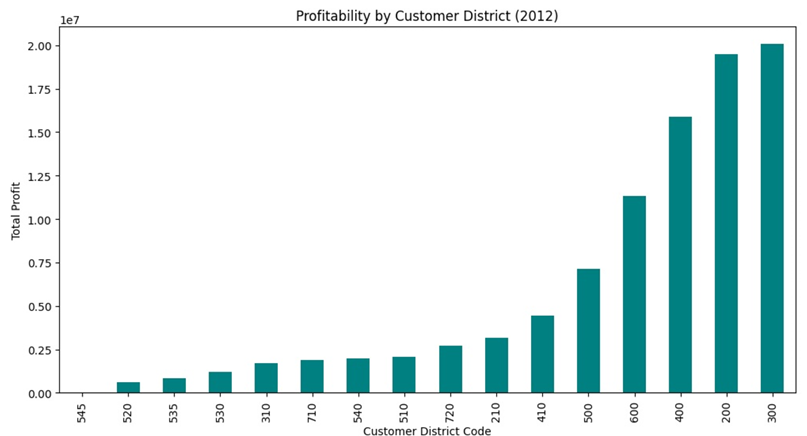 Profitability by Customer District (2012)
1e7
2.00
1.75
1.50
1.25
1.00
0.75
0.50
0.25
0.00
Total Profit
545 520 535 530 310 710 540 510 720 210 410 500 600 400 200 300
Customer District Code